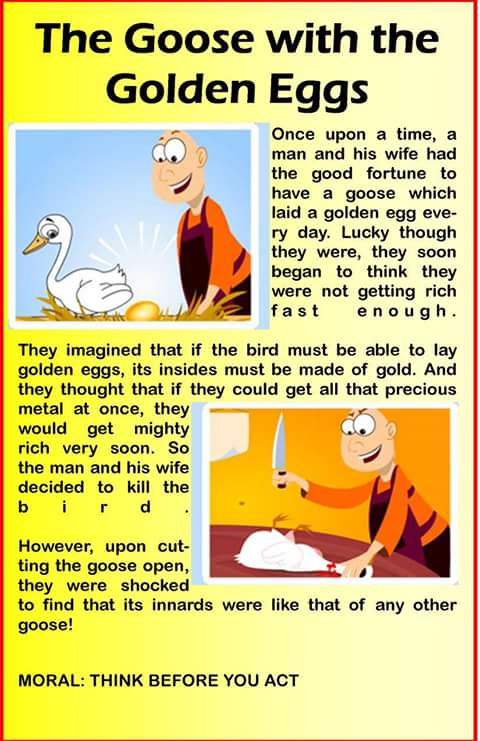 The Goose with the
Golden Eggs
Once upon a time, a
man and his wife had
the good fortune to
have a goose which
laid a golden egg eve-
ry day. Lucky though
they were, they soon
began to think they
were not getting rich
fast enough.
They imagined that if the bird must be able to lay
golden eggs, its insides must be made of gold. And
they thought that if they could get all that precious
metal at once, they
would get mighty
rich very soon. So
the man and his wife
decided to kill the
bird.
However, upon cut-
ting the goose open,
they were shocked
to find that its innards were like that of any other
goose!
MORAL: THINK BEFORE YOU ACT